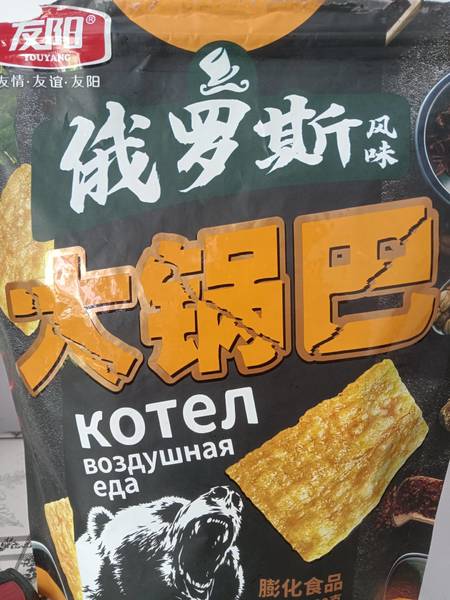 友阳®
YOUYANG
友情·友谊·友阳
俄罗斯风味
大锅巴
котел
воздушная
еда
膨化食品